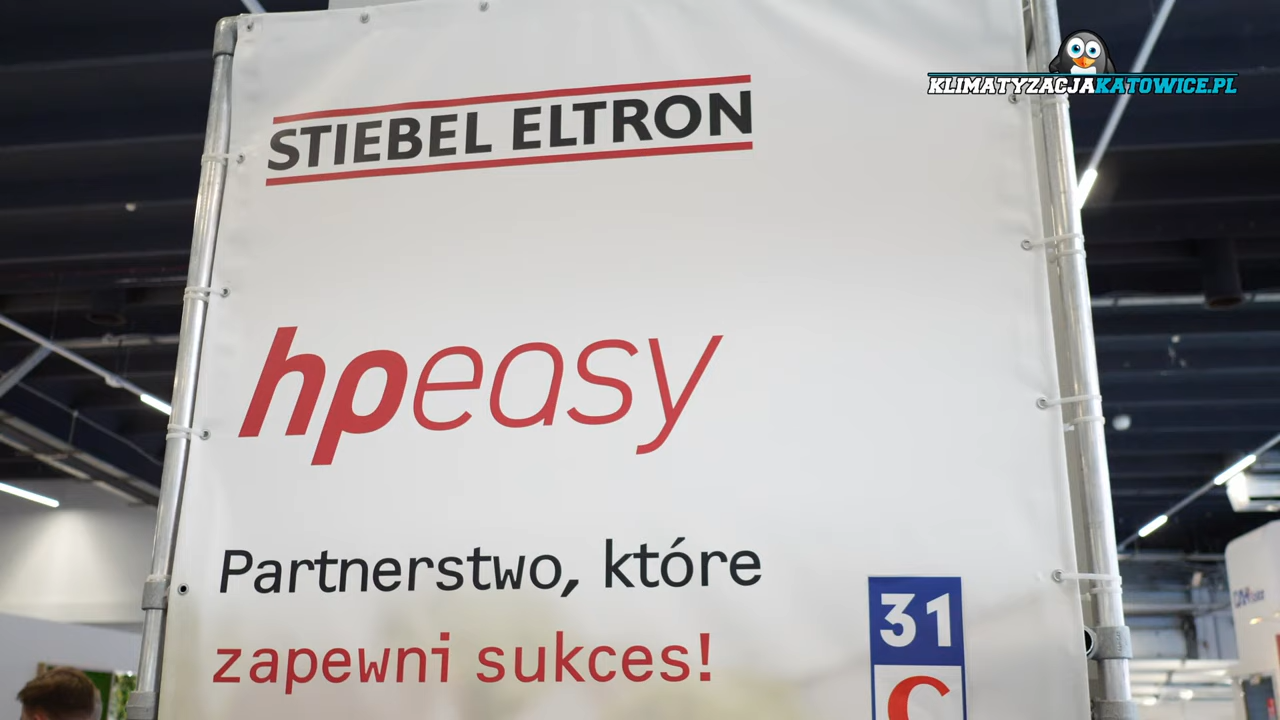 KLIMATYZACJAKATOWICE.PL
STIEBEL ELTRON
hpeasy
Partnerstwo, które
zapewni sukces!
31
C